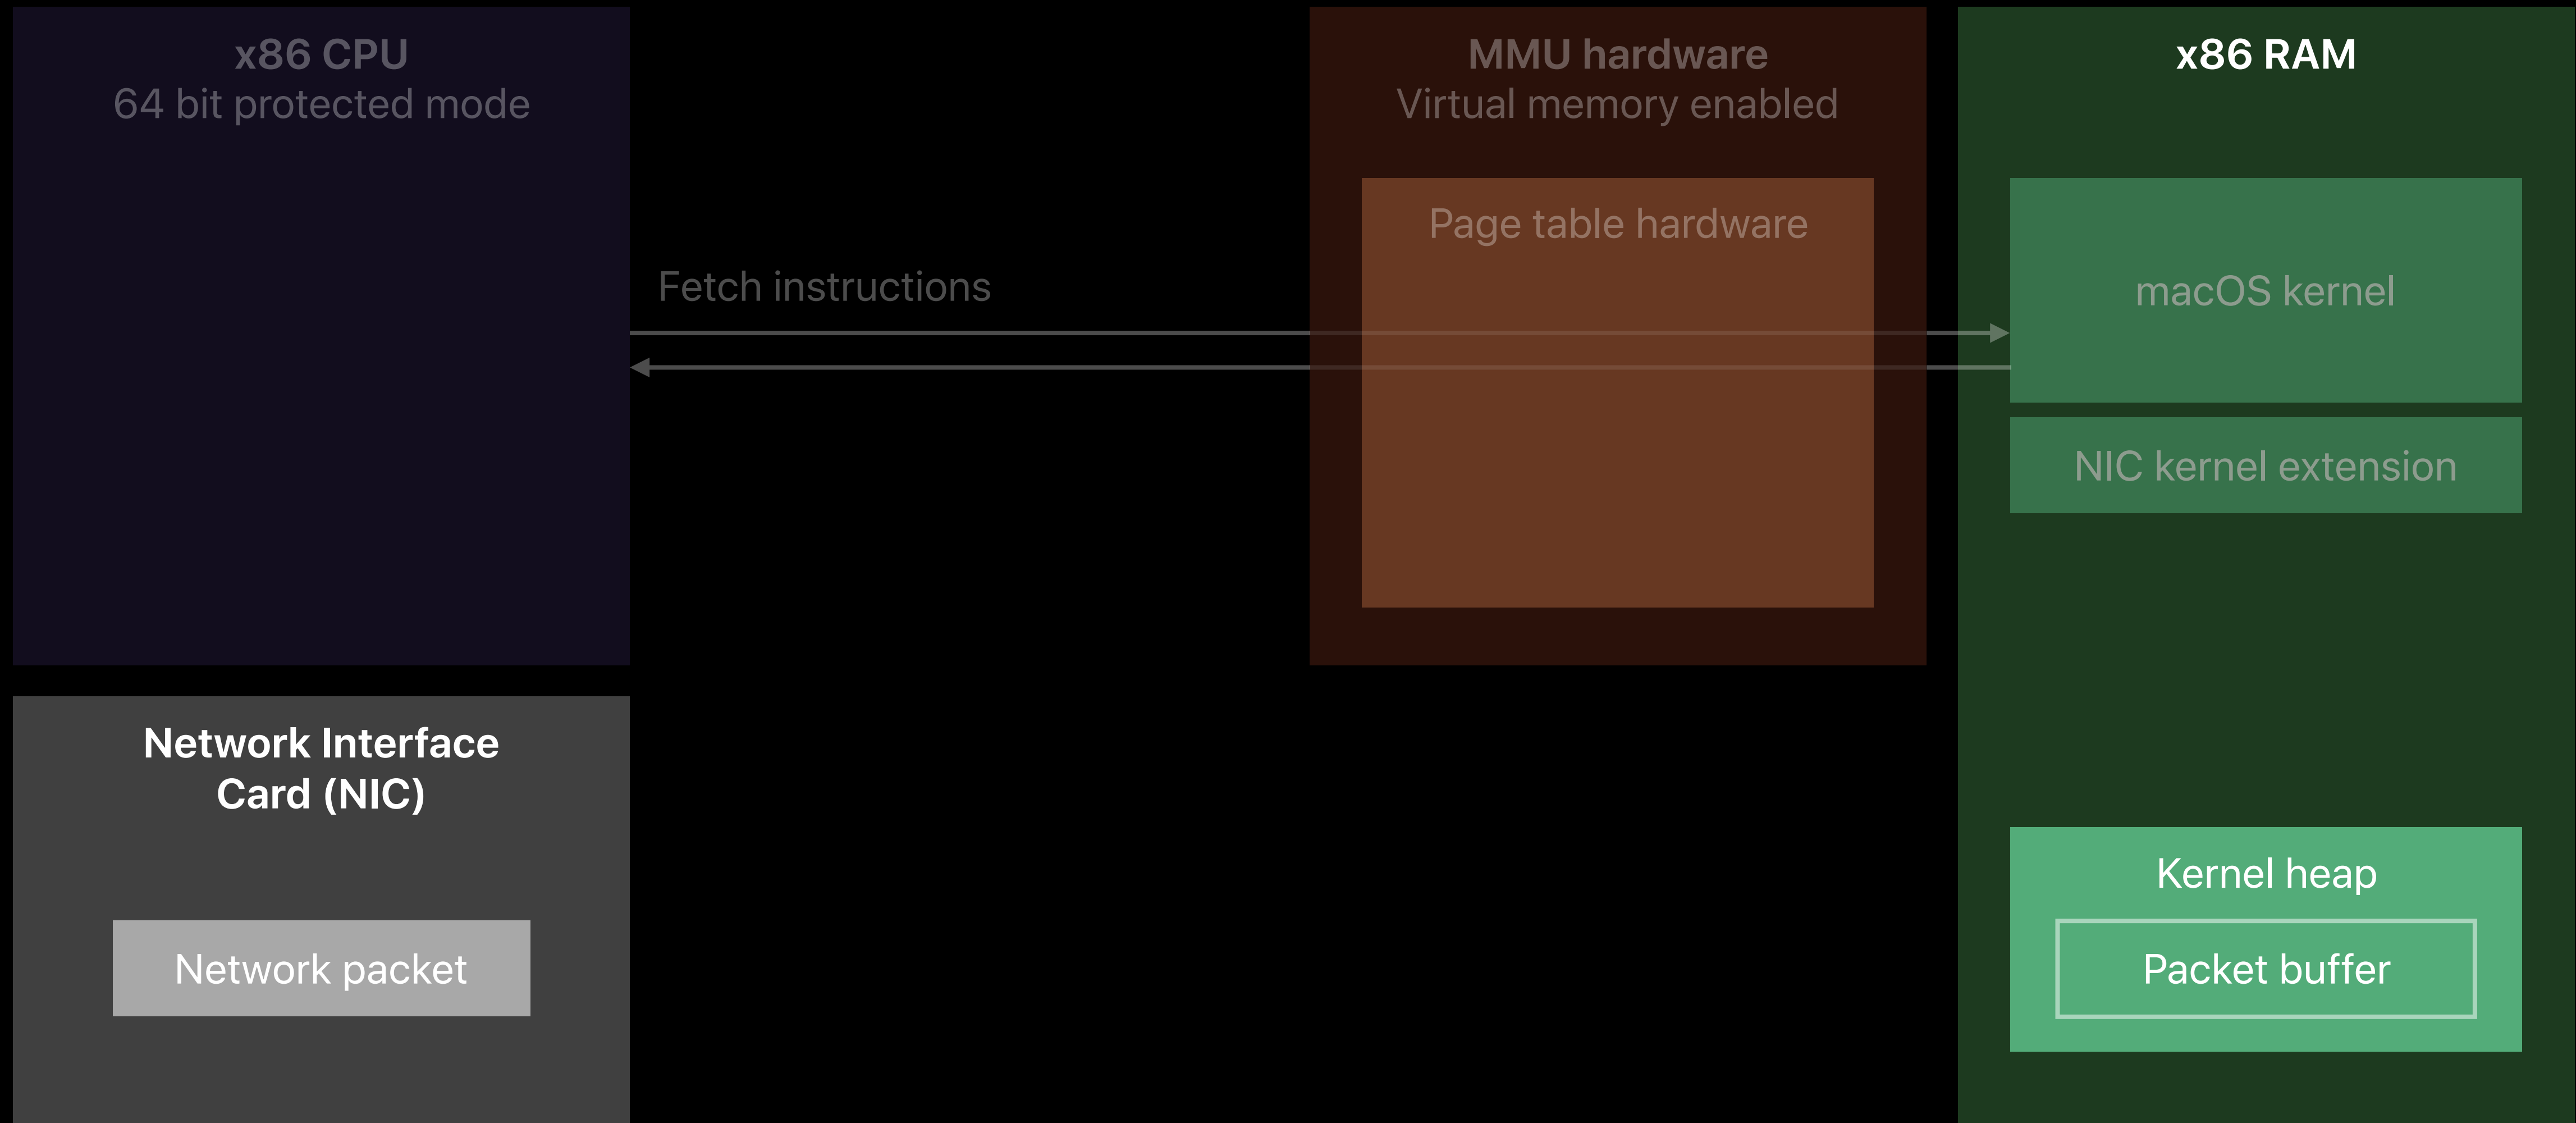 x86 CPU
64 bit protected mode
MMU hardware
Virtual memory enabled
x86 RAM
Page table hardware
Fetch instructions
macOS kernel
NIC kernel extension
Network Interface
Card (NIC)
Network packet
Kernel heap
Packet buffer